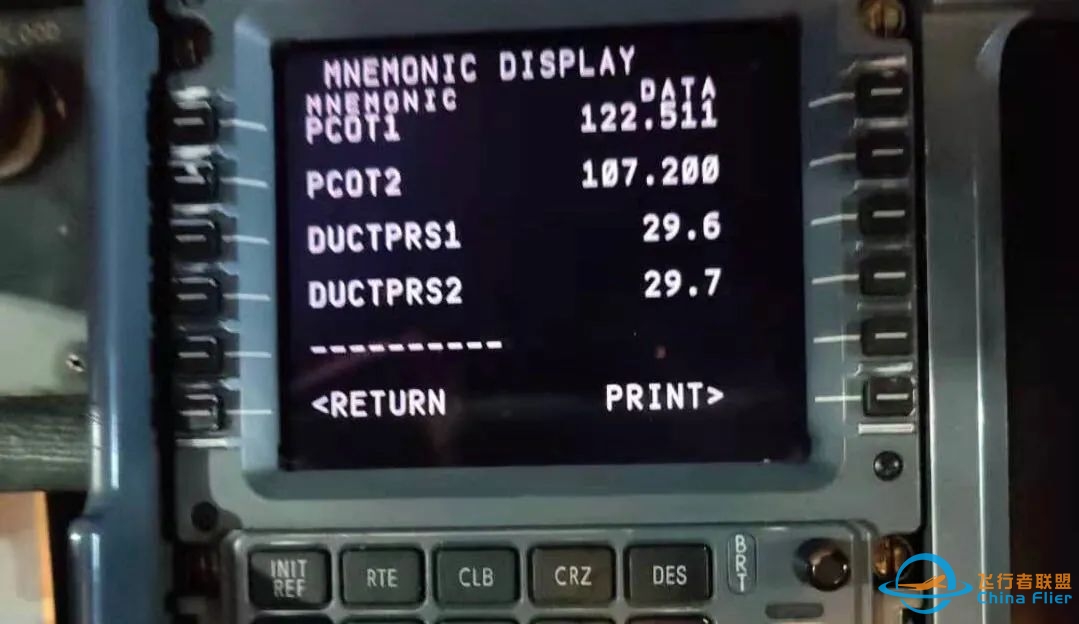 MNEMONIC DISPLAY
MNEMONIC DATA
PCOT1 122.511
PCOT2 107.200
DUCTPRS1 29.6
DUCTPRS2 29.7
----------
<RETURN PRINT>
INIT REF
RTE
CLB
CRZ
DES
BRT
飞行者联盟
China Flier